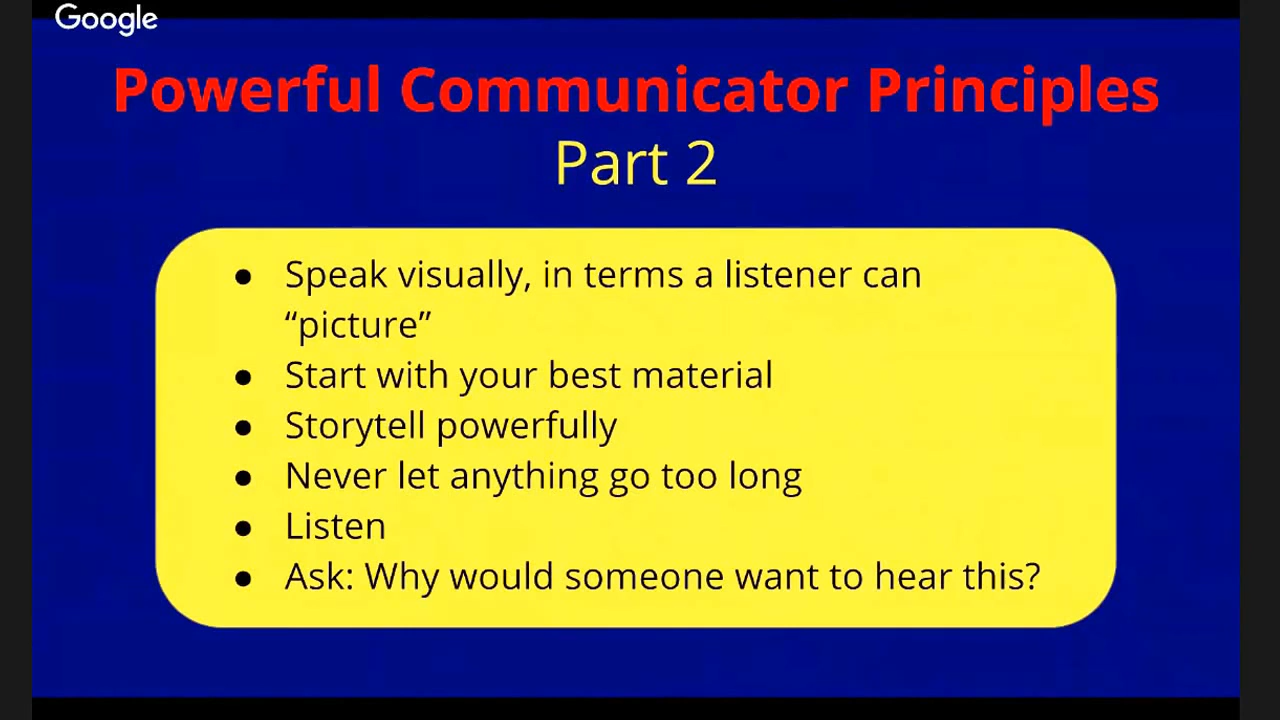 Google
Powerful Communicator Principles
Part 2
● Speak visually, in terms a listener can
“picture”
● Start with your best material
● Storytell powerfully
● Never let anything go too long
● Listen
● Ask: Why would someone want to hear this?